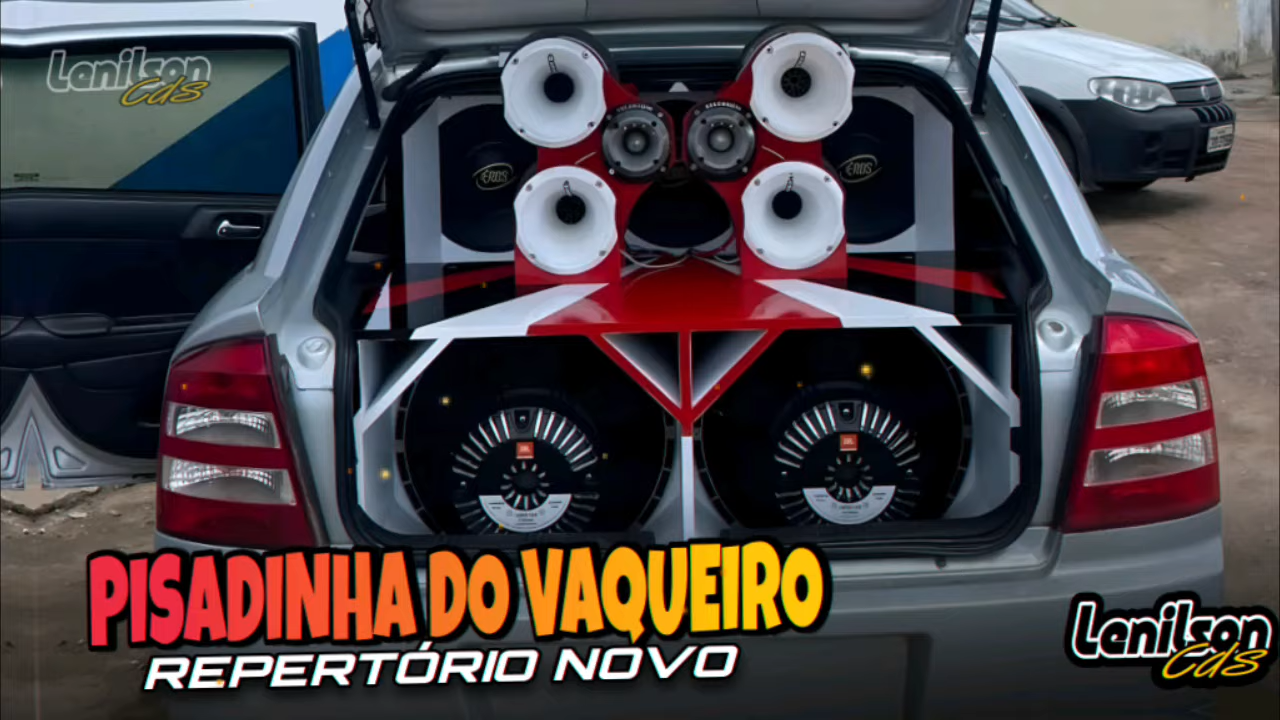 Lenilson
Cds
EROS
EROS
JBL
JBL
PISADINHA DO VAQUEIRO
REPERTÓRIO NOVO
Lenilson
Cds